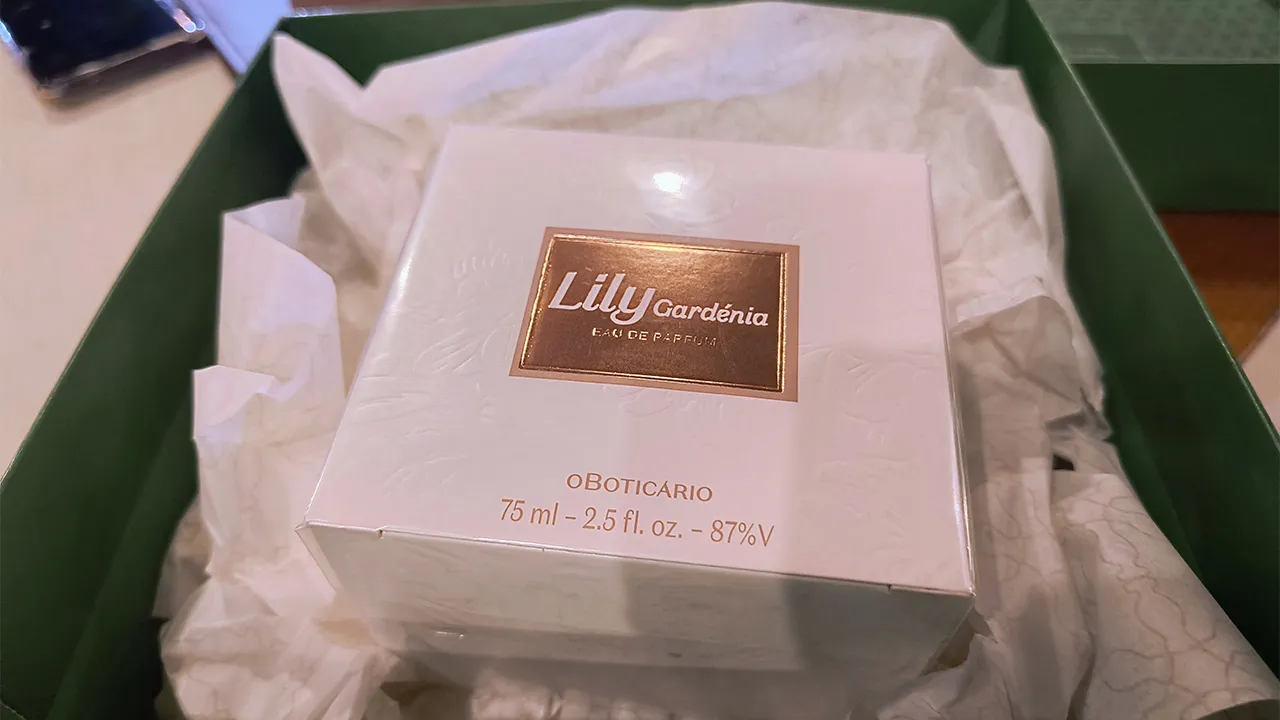 Lily Gardénia
EAU DE PARFUM
oBoticário
75 ml – 2.5 fl. oz. – 87%V